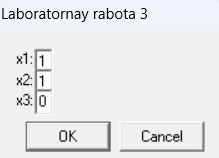 Laboratornay rabota 3
x1: 1
x2: 1
x3: 0
OK Cancel